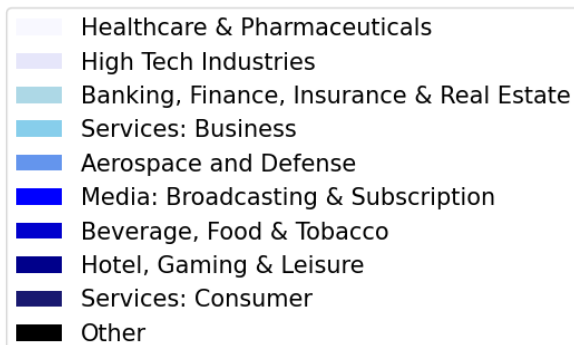 Healthcare & Pharmaceuticals
High Tech Industries
Banking, Finance, Insurance & Real Estate
Services: Business
Aerospace and Defense
Media: Broadcasting & Subscription
Beverage, Food & Tobacco
Hotel, Gaming & Leisure
Services: Consumer
Other